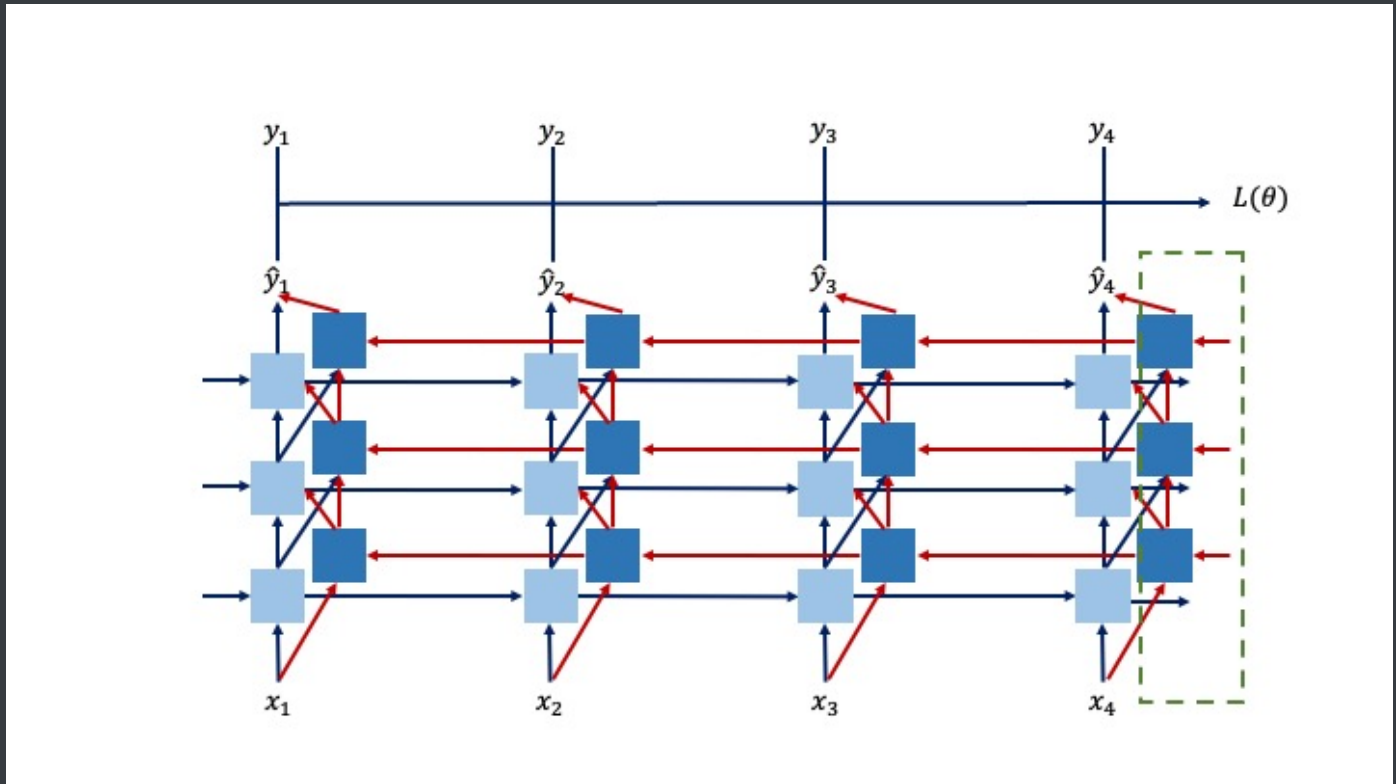 y₁ y₂ y₃ y₄
L(θ)
ŷ₁ ŷ₂ ŷ₃ ŷ₄
x₁ x₂ x₃ x₄